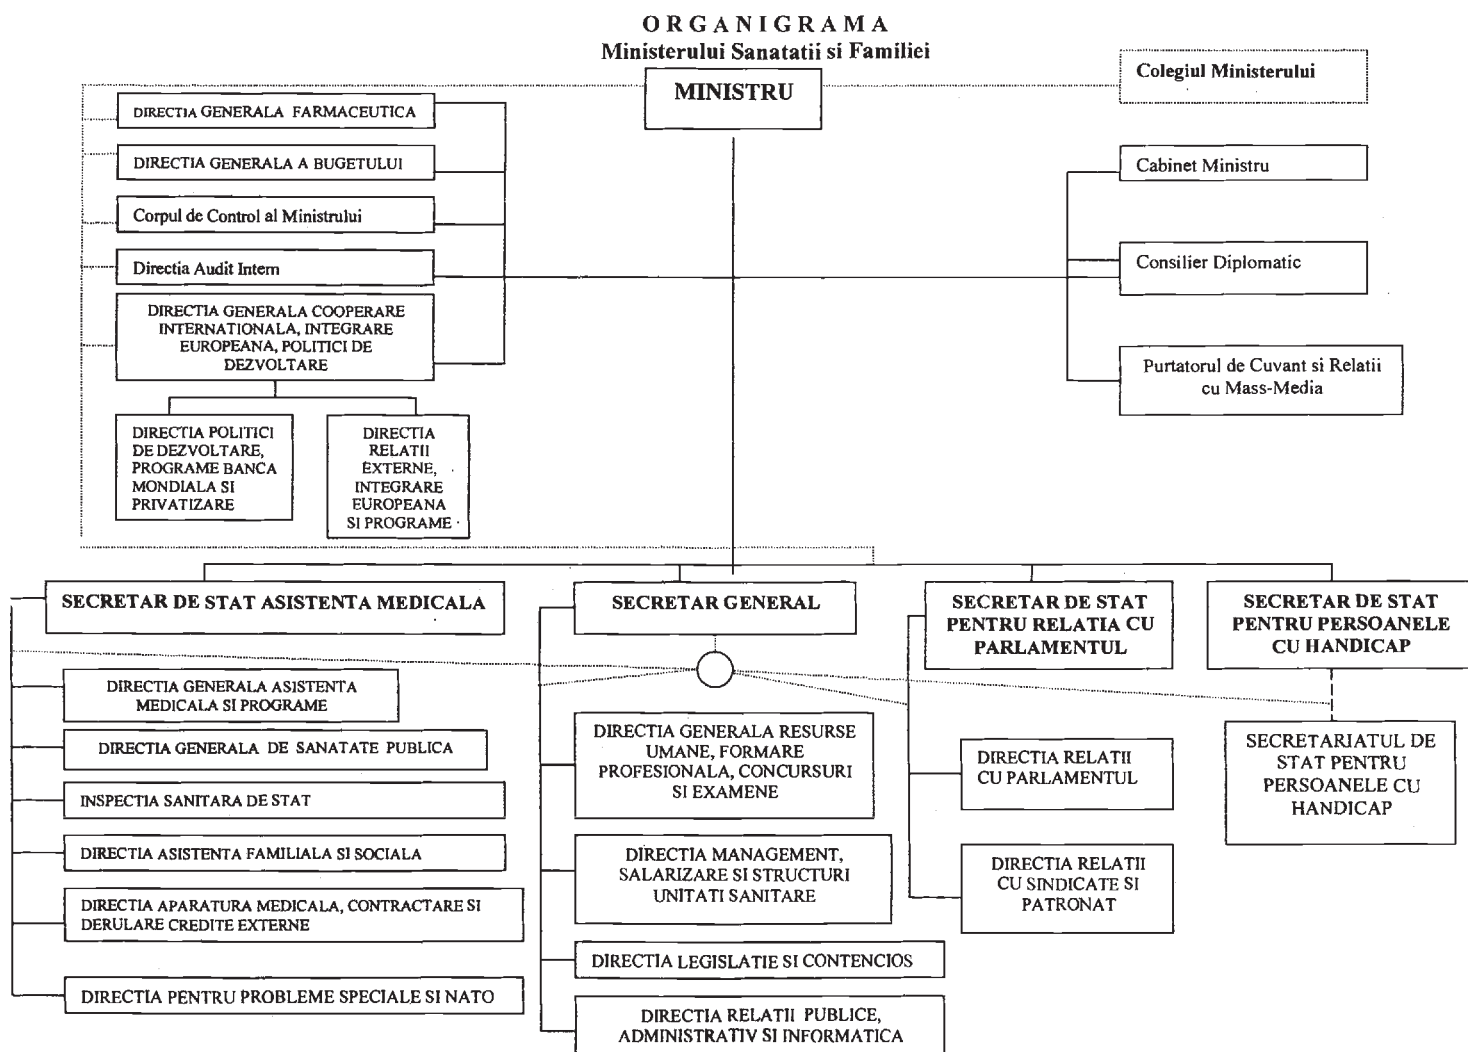 O R G A N I G R A M A
Ministerului Sanatatii si Familiei
MINISTRU
Colegiul Ministerului
DIRECTIA GENERALA FARMACEUTICA
DIRECTIA GENERALA A BUGETULUI
Corpul de Control al Ministrului
Directia Audit Intern
DIRECTIA GENERALA COOPERARE
INTERNATIONALA, INTEGRARE
EUROPEANA, POLITICI DE
DEZVOLTARE
DIRECTIA POLITICI
DE DEZVOLTARE,
PROGRAME BANCA
MONDIALA SI
PRIVATIZARE
DIRECTIA
RELATII
EXTERNE,
INTEGRARE
EUROPEANA
SI PROGRAME
Cabinet Ministru
Consilier Diplomatic
Purtatorul de Cuvant si Relatii
cu Mass-Media
SECRETAR DE STAT ASISTENTA MEDICALA
DIRECTIA GENERALA ASISTENTA
MEDICALA SI PROGRAME
DIRECTIA GENERALA DE SANATATE PUBLICA
INSPECTIA SANITARA DE STAT
DIRECTIA ASISTENTA FAMILIALA SI SOCIALA
DIRECTIA APARATURA MEDICALA, CONTRACTARE SI
DERULARE CREDITE EXTERNE
DIRECTIA PENTRU PROBLEME SPECIALE SI NATO
SECRETAR GENERAL
DIRECTIA GENERALA RESURSE
UMANE, FORMARE
PROFESIONALA, CONCURSURI
SI EXAMENE
DIRECTIA MANAGEMENT,
SALARIZARE SI STRUCTURI
UNITATI SANITARE
DIRECTIA LEGISLATIE SI CONTENCIOS
DIRECTIA RELATII PUBLICE,
ADMINISTRATIV SI INFORMATICA
SECRETAR DE STAT
PENTRU RELATIA CU
PARLAMENTUL
DIRECTIA RELATII
CU PARLAMENTUL
DIRECTIA RELATII
CU SINDICATE SI
PATRONAT
SECRETAR DE STAT
PENTRU PERSOANELE
CU HANDICAP
SECRETARIATUL DE
STAT PENTRU
PERSOANELE CU
HANDICAP